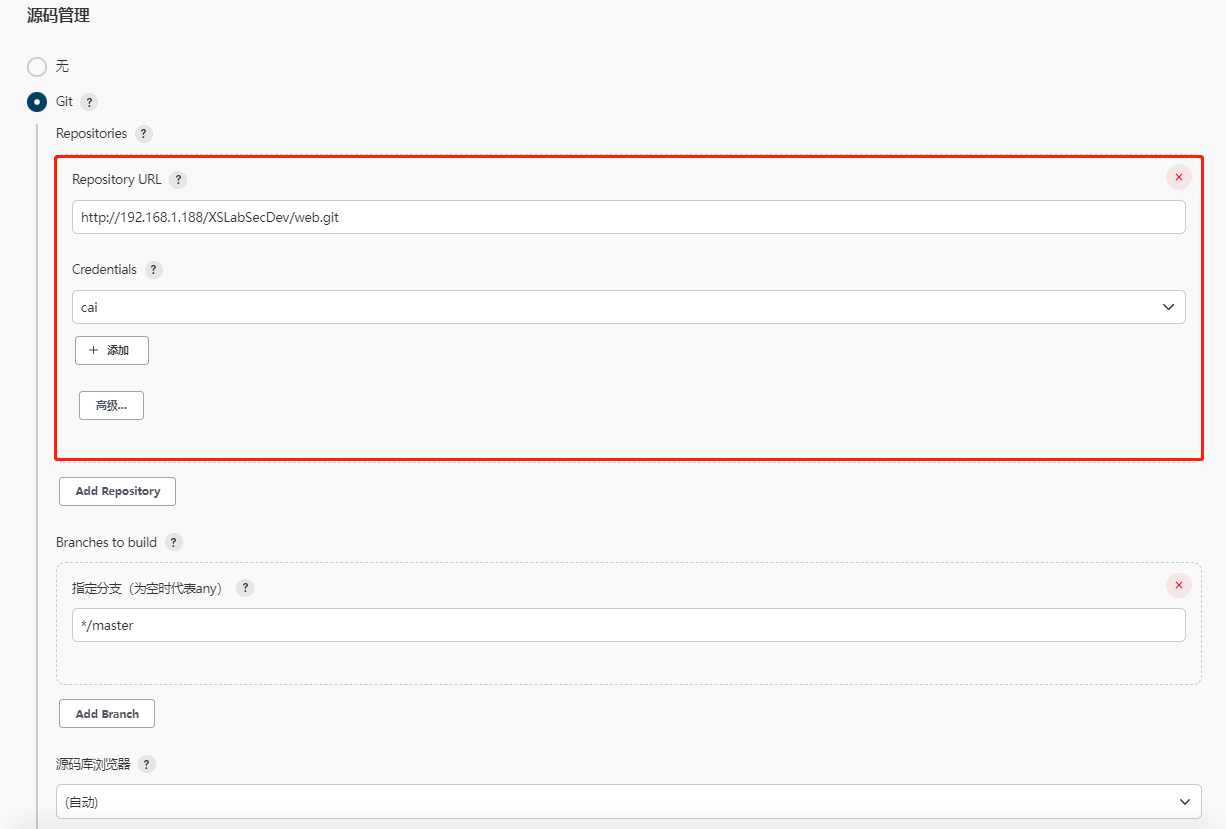 源码管理
无
Git ?
Repositories ?
Repository URL ?
http://192.168.1.188/XSLabSecDev/web.git
Credentials ?
cai
+ 添加
高级...
Add Repository
Branches to build ?
指定分支（为空时代表any） ?
*/master
Add Branch
源码库浏览器 ?
(自动)